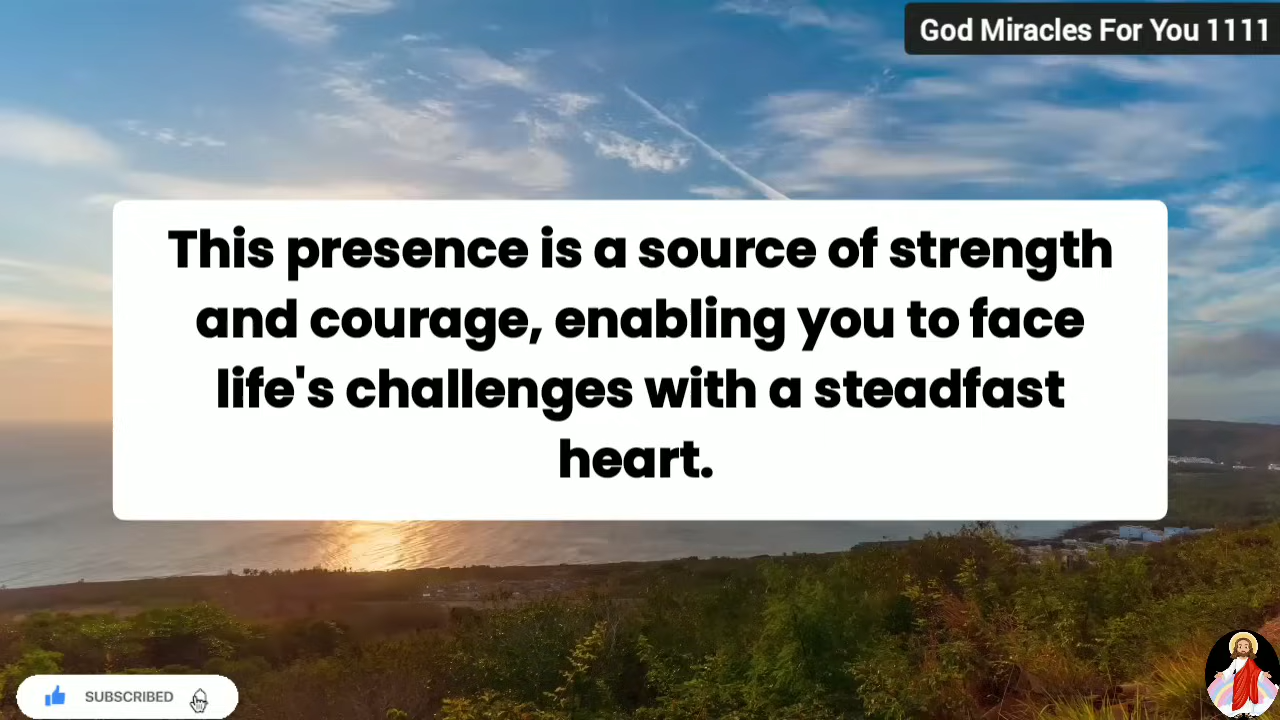 God Miracles For You 1111
This presence is a source of strength
and courage, enabling you to face
life's challenges with a steadfast
heart.
SUBSCRIBED